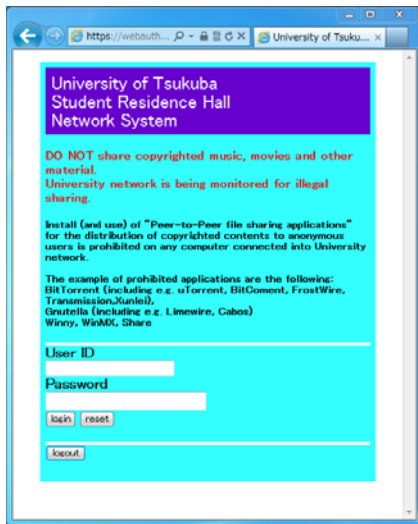 https://webauth...
University of Tsuku...
University of Tsukuba
Student Residence Hall
Network System
DO NOT share copyrighted music, movies and other
material.
University network is being monitored for illegal
sharing.
Install (and use) of "Peer-to-Peer file sharing applications"
for the distribution of copyrighted contents to anonymous
users is prohibited on any computer connected into University
network.
The example of prohibited applications are the following:
BitTorrent (including e.g. uTorrent, BitComent, FrostWire,
Transmission,Xunlei),
Gnutella (including e.g. Limewire, Cabos)
Winny, WinMX, Share
User ID
Password
login reset
logout